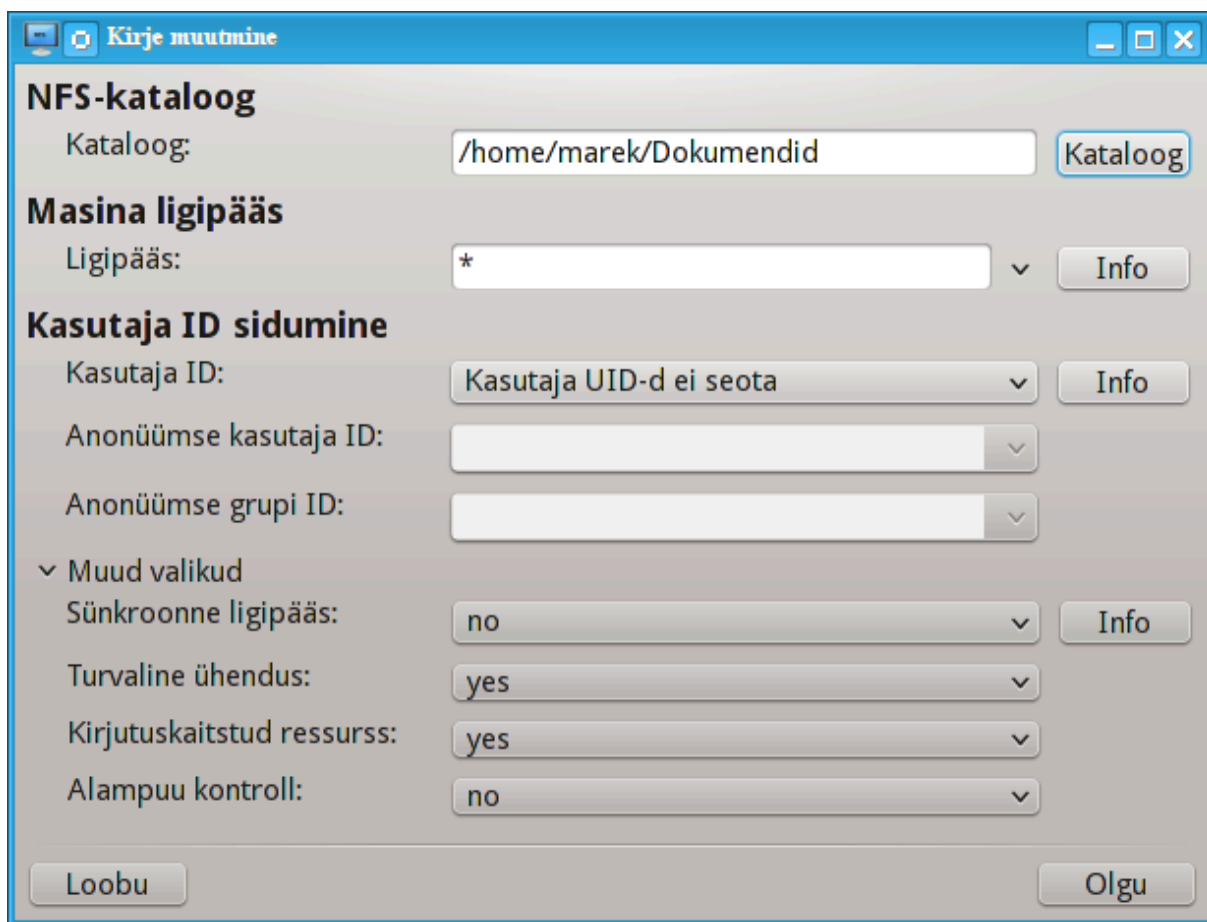 Kirje muutmine
NFS-kataloog
Kataloog: /home/marek/Dokumendid Kataloog
Masina ligipääs
Ligipääs: * Info
Kasutaja ID sidumine
Kasutaja ID: Kasutaja UID-d ei seota Info
Anonüümse kasutaja ID:
Anonüümse grupi ID:
Muud valikud
Sünkroonne ligipääs: no Info
Turvaline ühendus: yes
Kirjutuskaitstud ressurss: yes
Alampuu kontroll: no
Loobu Olgu